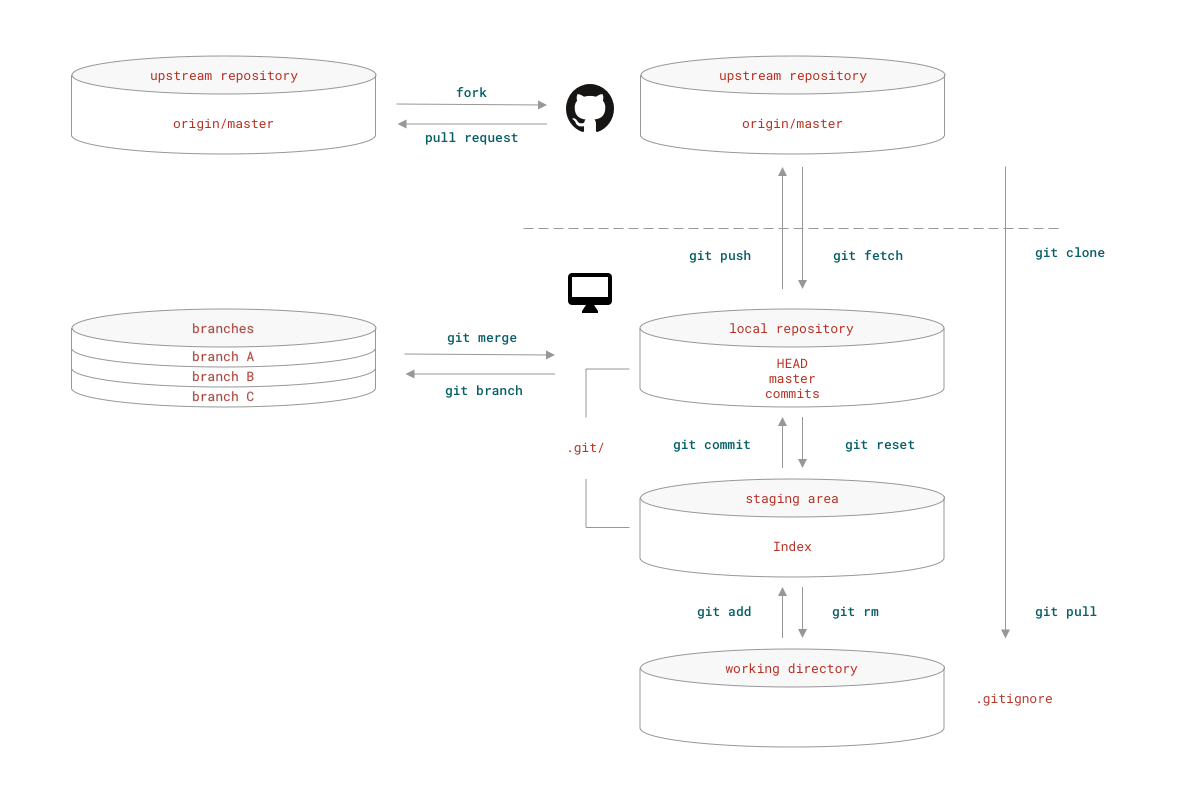 upstream repository
origin/master
fork
pull request
upstream repository
origin/master
git push
git fetch
git clone
branches
branch A
branch B
branch C
git merge
git branch
local repository
HEAD
master
commits
.git/
git commit
git reset
staging area
Index
git add
git rm
git pull
working directory
.gitignore